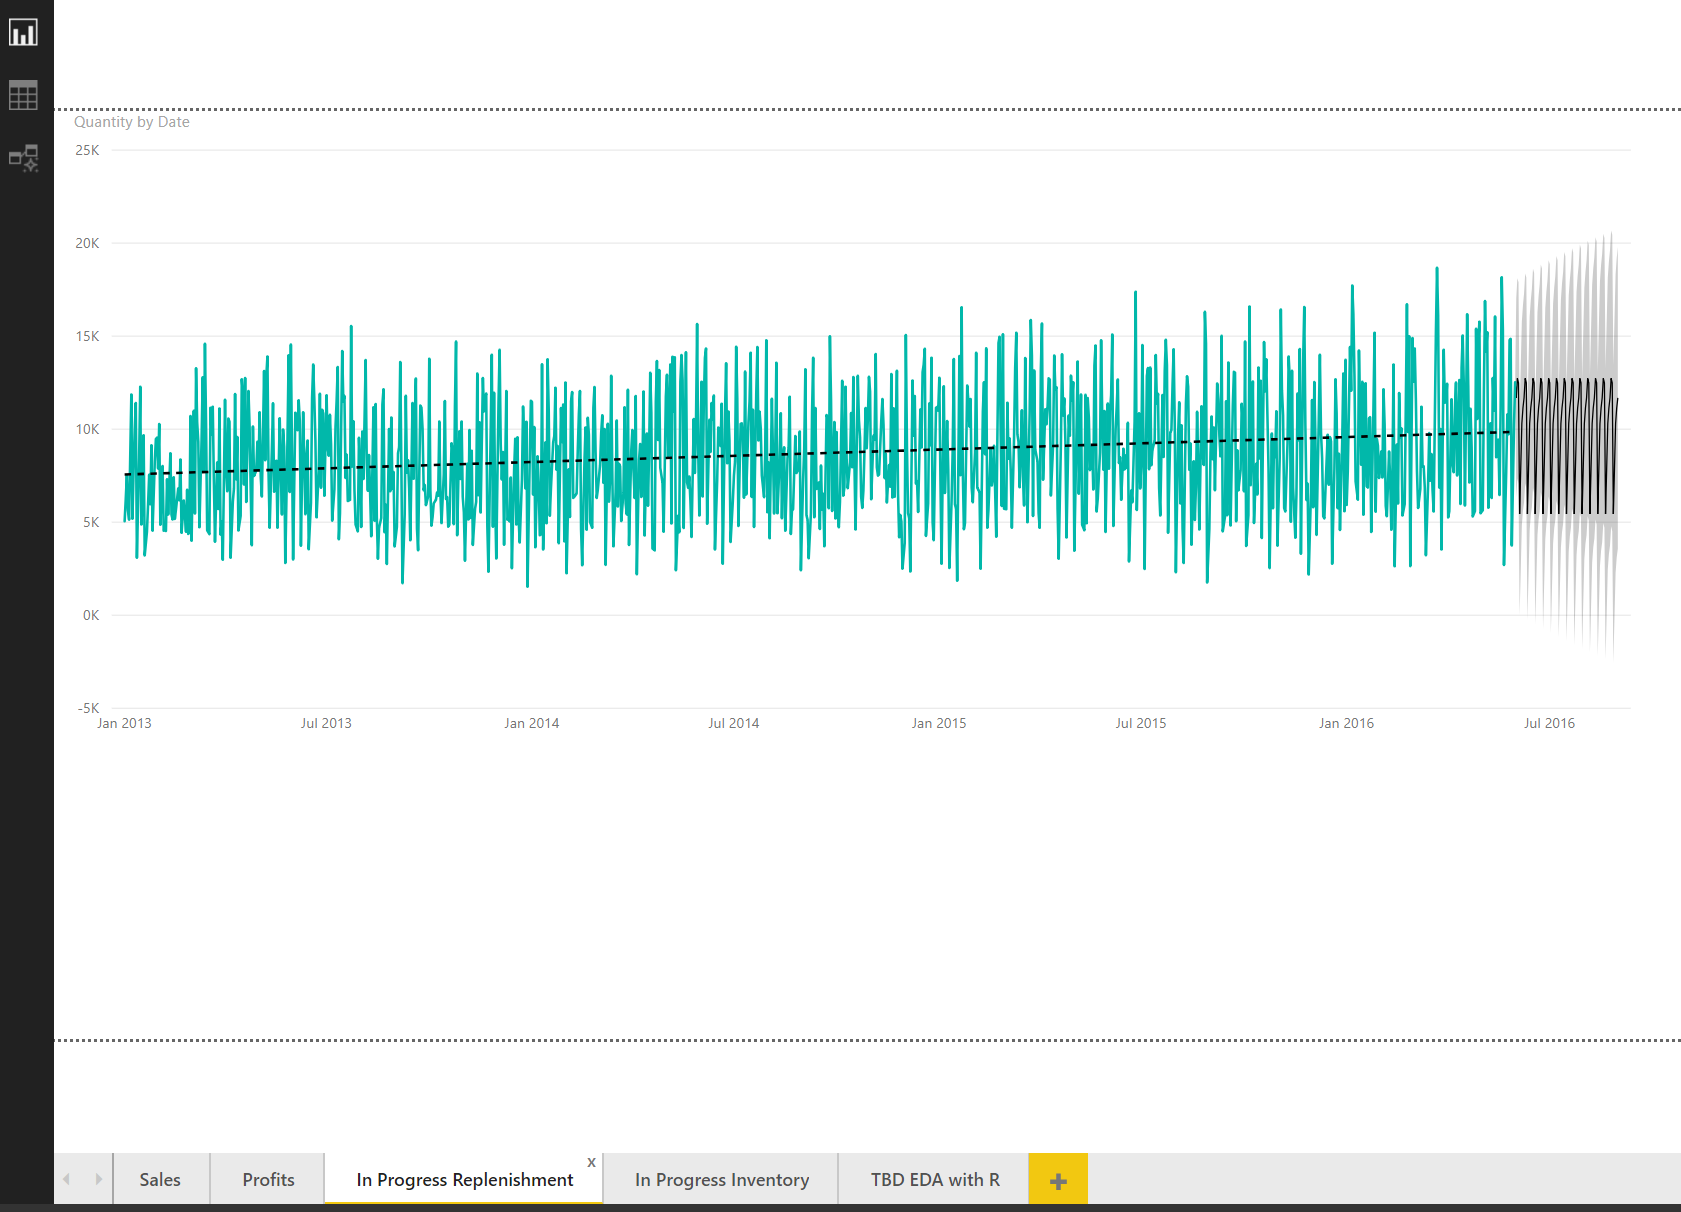 Quantity by Date
25K
20K
15K
10K
5K
0K
-5K
Jan 2013 Jul 2013 Jan 2014 Jul 2014 Jan 2015 Jul 2015 Jan 2016 Jul 2016
Sales Profits In Progress Replenishment x In Progress Inventory TBD EDA with R +